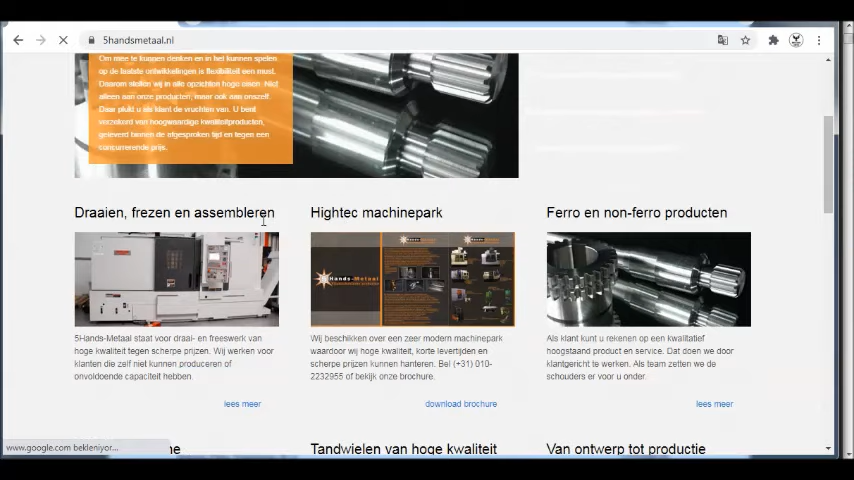 5handsmetaal.nl
Om mee te kunnen denken en in het kunnen spelen
op de laatste ontwikkelingen is flexibiliteit een must.
Daarom stellen wij in alle opzichten hoge eisen. Niet
alleen aan onze producten, maar ook aan onszelf.
Daar plukt u als klant de vruchten van. U bent
verzekerd van hoogwaardige kwaliteitproducten,
geleverd binnen de afgesproken tijd en tegen een
concurrerende prijs.
Draaien, frezen en assembleren
Hightec machinepark
Ferro en non-ferro producten
Hands-Metaal
5Hands-Metaal staat voor draai- en freeswerk van
hoge kwaliteit tegen scherpe prijzen. Wij werken voor
klanten die zelf niet kunnen produceren of
onvoldoende capaciteit hebben.
lees meer
Wij beschikken over een zeer modern machinepark
waardoor wij hoge kwaliteit, korte levertijden en
scherpe prijzen kunnen hanteren. Bel (+31) 010-
2232955 of bekijk onze brochure.
download brochure
Als klant kunt u rekenen op een kwalitatief
hoogstaand product en service. Dat doen we door
klantgericht te werken. Als team zetten we de
schouders er voor u onder.
lees meer
www.google.com bekleniyor...
Tandwielen van hoge kwaliteit
Van ontwerp tot productie